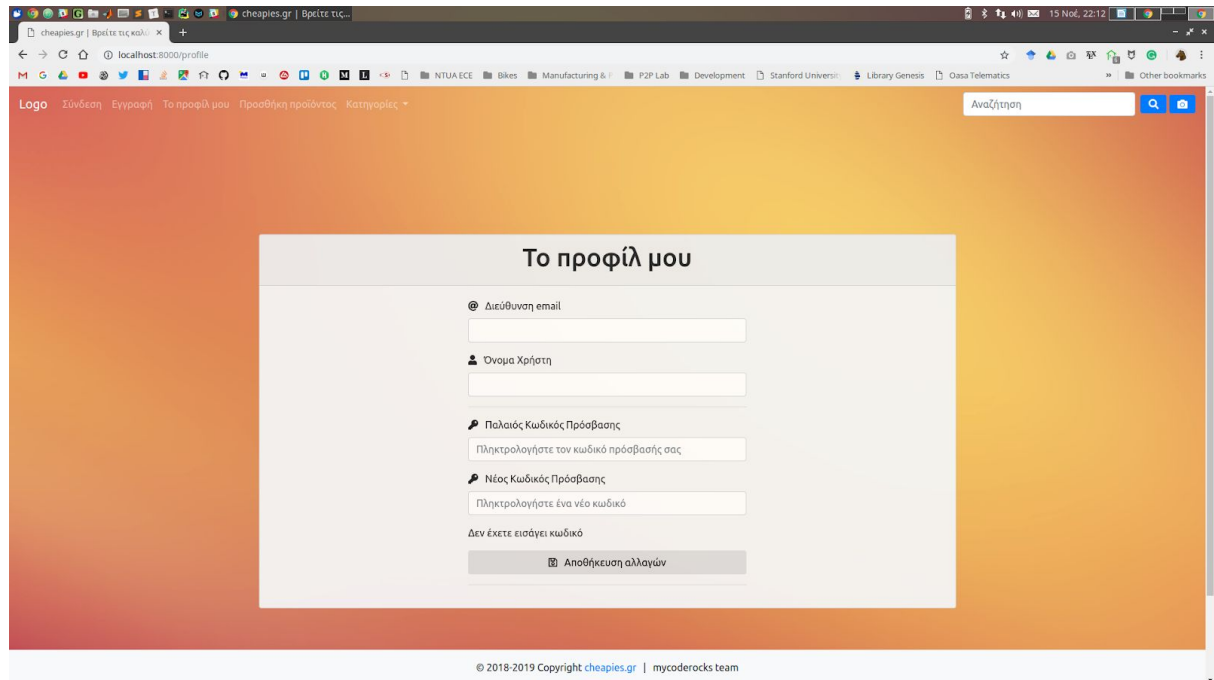 cheapies.gr | Βρείτε τις...
15 Νοέ, 22:12
cheapies.gr | Βρείτε τις καλύ
localhost:8000/profile
NTUA ECE
Bikes
Manufacturing &
P2P Lab
Development
Stanford Universit
Library Genesis
Oasa Telematics
»
Other bookmarks
Logo Σύνδεση Εγγραφή Το προφίλ μου Προσθήκη προϊόντος Κατηγορίες
Αναζήτηση
Το προφίλ μου
Διεύθυνση email
Όνομα Χρήστη
Παλαιός Κωδικός Πρόσβασης
Πληκτρολογήστε τον κωδικό πρόσβασής σας
Νέος Κωδικός Πρόσβασης
Πληκτρολογήστε ένα νέο κωδικό
Δεν έχετε εισάγει κωδικό
Αποθήκευση αλλαγών
© 2018-2019 Copyright cheapies.gr | mycoderocks team